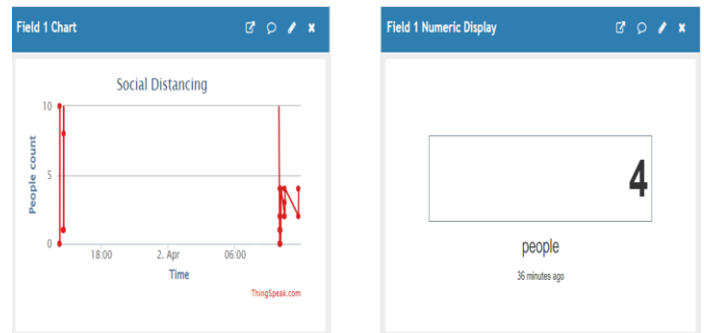 Field 1 Chart
Social Distancing
10
5
0
People count
18:00
2. Apr
06:00
Time
ThingSpeak.com
Field 1 Numeric Display
4
people
36 minutes ago